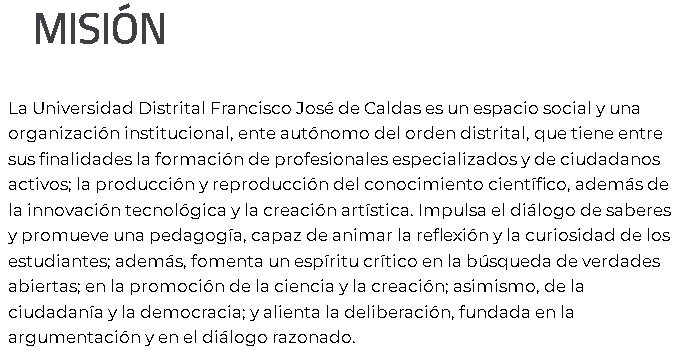 MISIÓN
La Universidad Distrital Francisco José de Caldas es un espacio social y una
organización institucional, ente autónomo del orden distrital, que tiene entre
sus finalidades la formación de profesionales especializados y de ciudadanos
activos; la producción y reproducción del conocimiento científico, además de
la innovación tecnológica y la creación artística. Impulsa el diálogo de saberes
y promueve una pedagogía, capaz de animar la reflexión y la curiosidad de los
estudiantes; además, fomenta un espíritu crítico en la búsqueda de verdades
abiertas; en la promoción de la ciencia y la creación; asimismo, de la
ciudadanía y la democracia; y alienta la deliberación, fundada en la
argumentación y en el diálogo razonado.